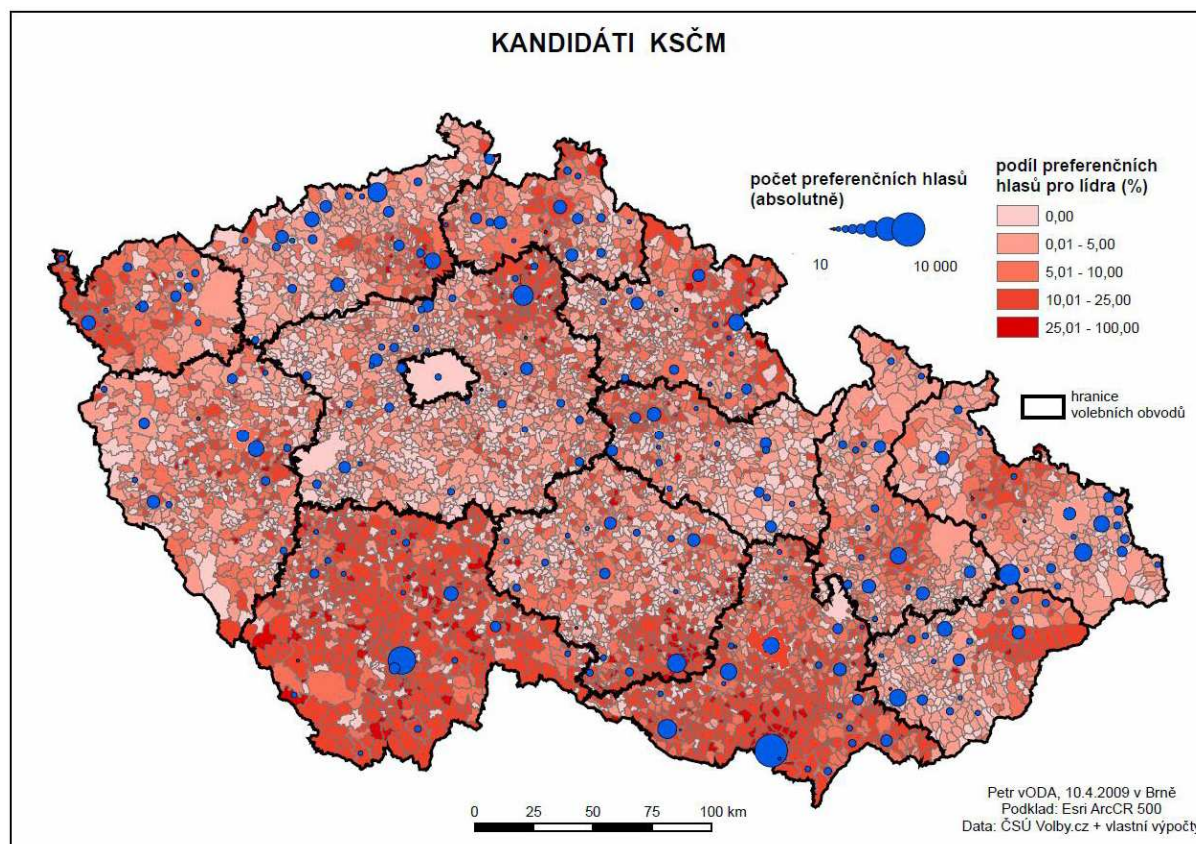 KANDIDÁTI KSČM
počet preferenčních hlasů
(absolutně)
10
10 000
podíl preferenčních
hlasů pro lídra (%)
0,00
0,01 - 5,00
5,01 - 10,00
10,01 - 25,00
25,01 - 100,00
hranice
volebních obvodů
0 25 50 75 100 km
Petr vODA, 10.4.2009 v Brně
Podklad: Esri ArcCR 500
Data: ČSÚ Volby.cz + vlastní výpočty